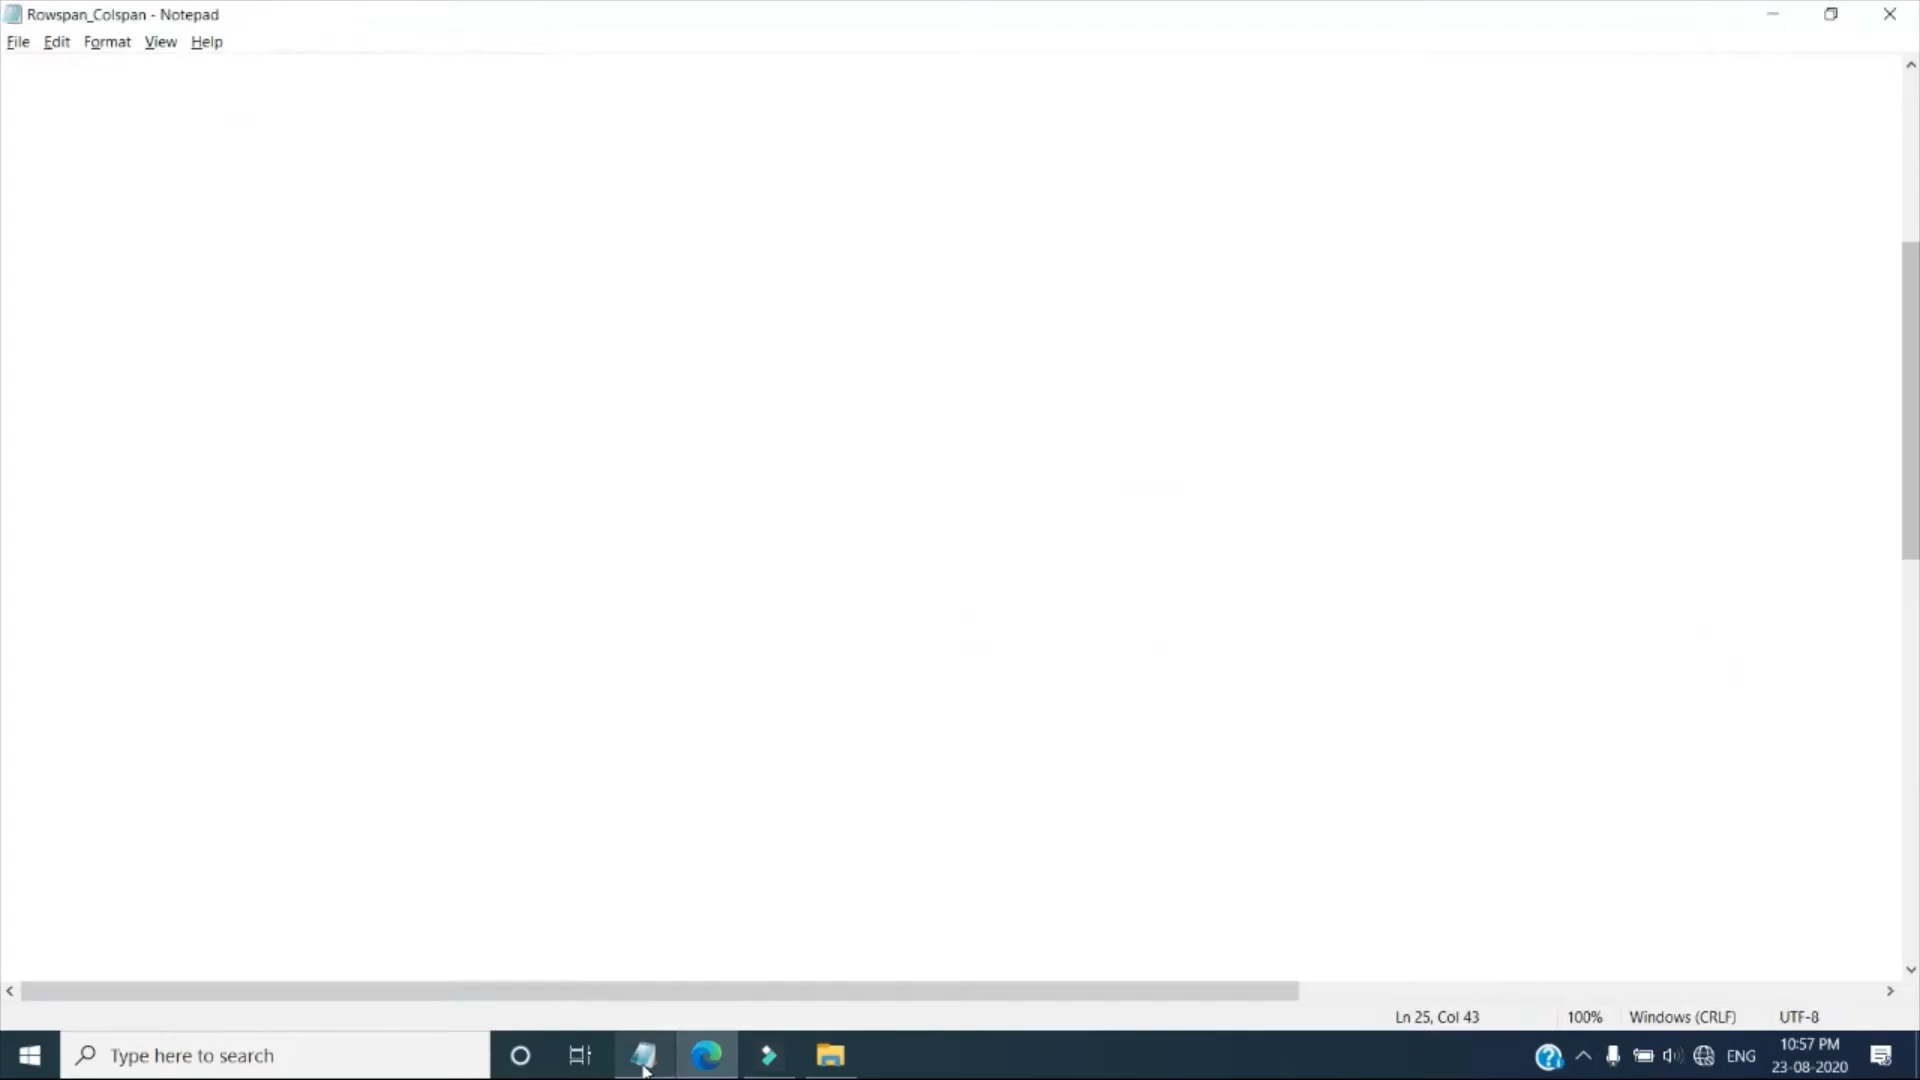 Rowspan_Colspan - Notepad
File Edit Format View Help
Ln 25, Col 43 100% Windows (CRLF) UTF-8
Type here to search
ENG
10:57 PM
23-08-2020